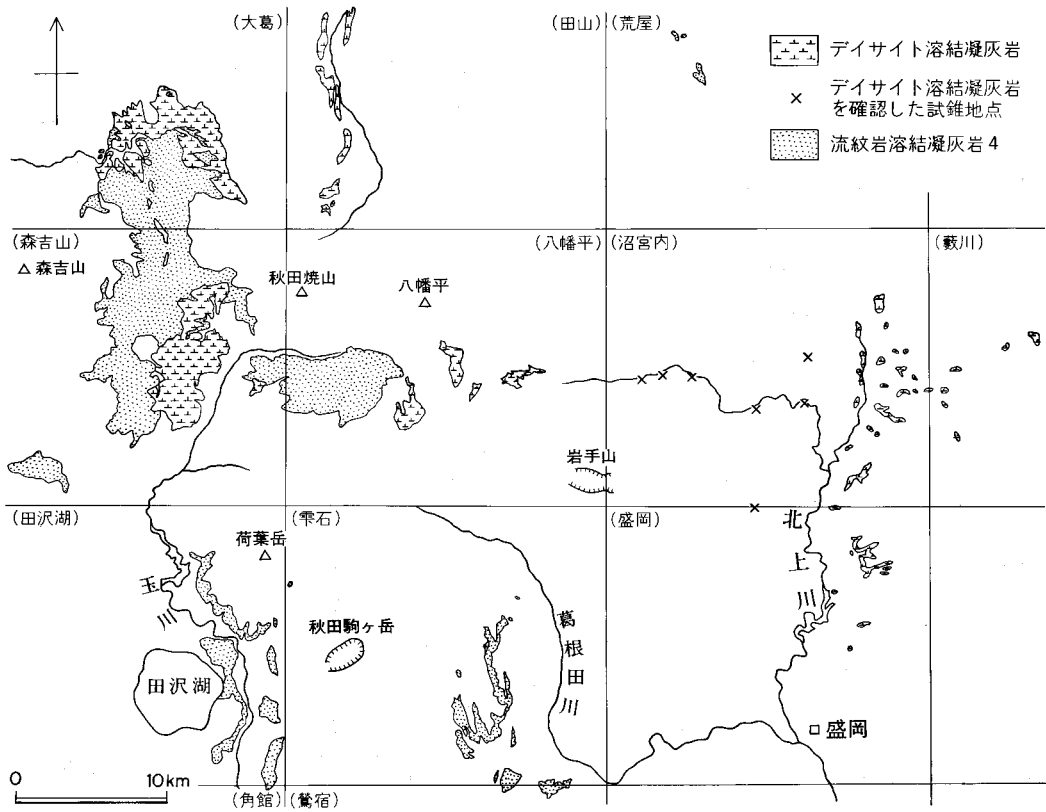 (大葛)
(田山)
荒屋)
デイサイト溶結凝灰岩
デイサイト溶結凝灰岩
を確認した試錐地点
流紋岩溶結凝灰岩4
(森吉山)
(八幡平)
(沼宮内)
(藪川)
森吉山
秋田焼山
八幡平
岩手山
(田沢湖)
(雫石)
(盛岡)
荷葉岳
玉川
秋田駒ヶ岳
葛根田川
北上川
田沢湖
盛岡
0 10km
(角館)
(鶯宿)